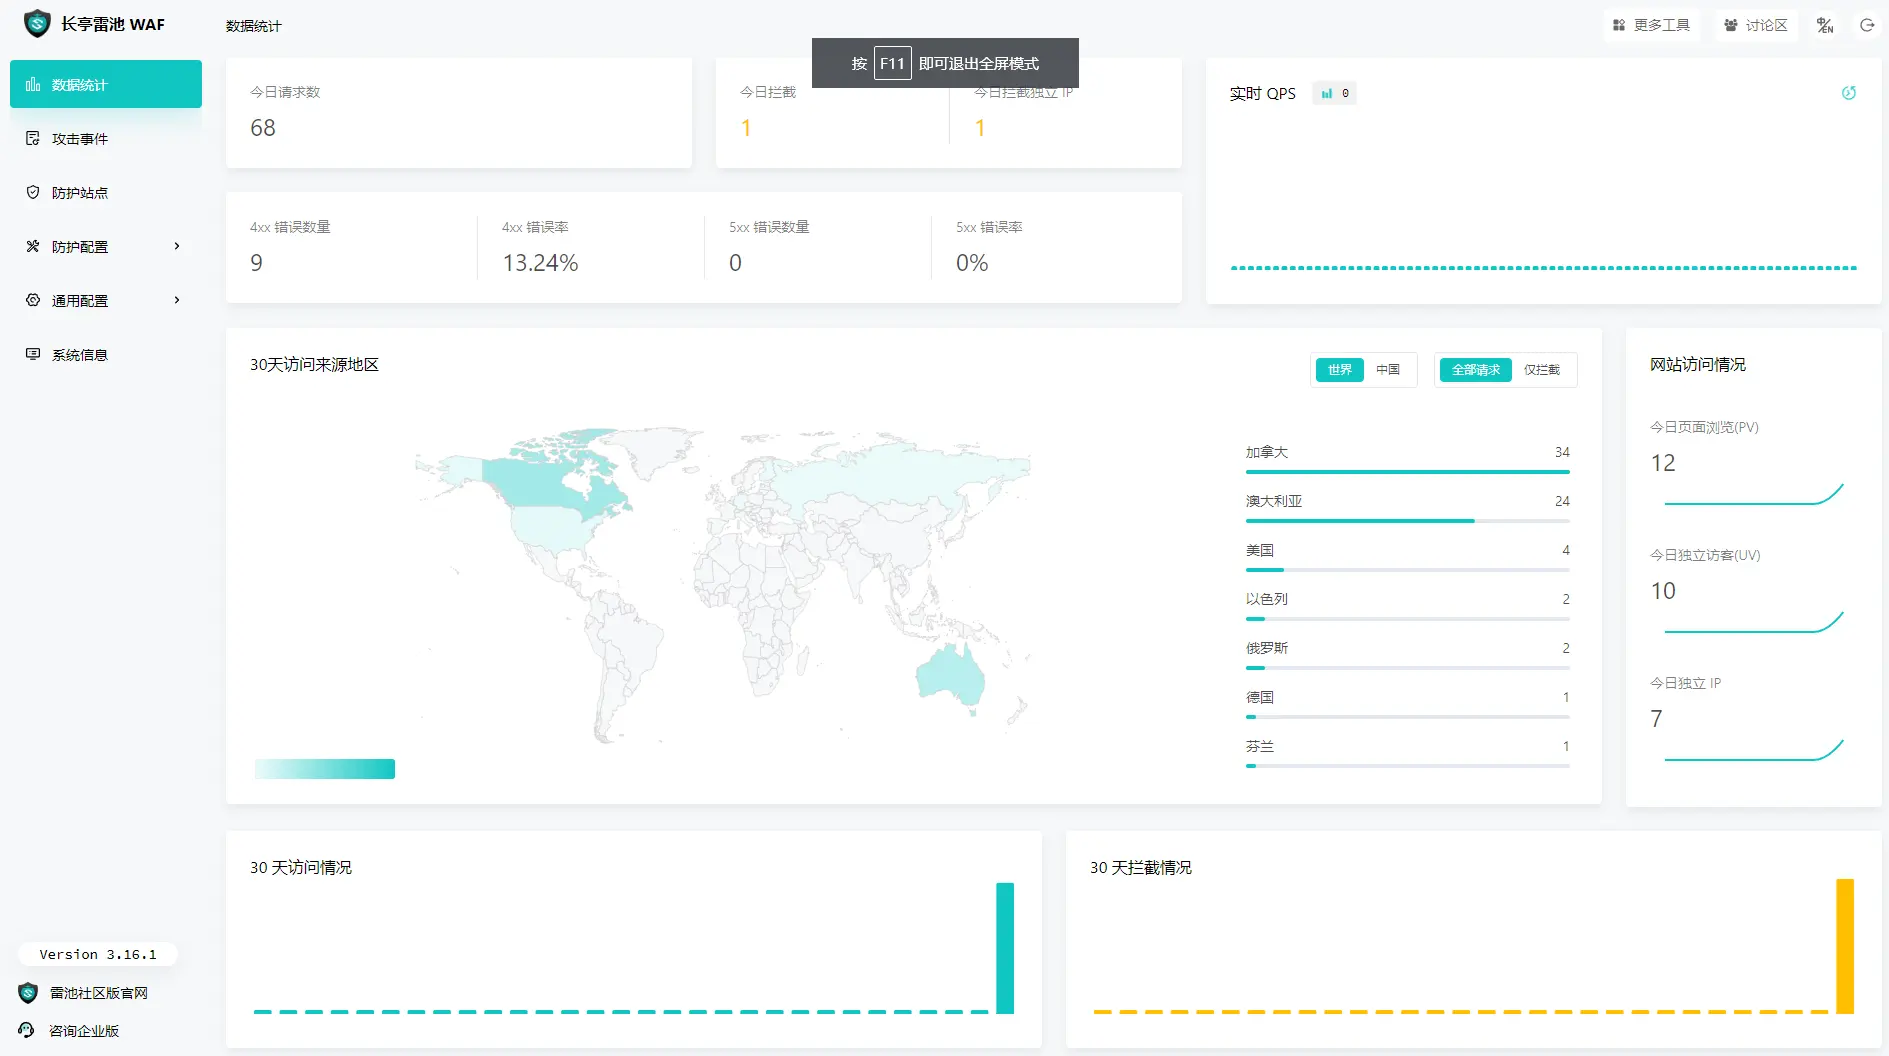 长亭雷池 WAF
数据统计
更多工具
讨论区
中/EN
按 F11 即可退出全屏模式
数据统计
攻击事件
防护站点
防护配置
通用配置
系统信息
今日请求数
68
今日拦截
1
今日拦截独立 IP
1
实时 QPS
0
4xx 错误数量
9
4xx 错误率
13.24%
5xx 错误数量
0
5xx 错误率
0%
30天访问来源地区
世界
中国
全部请求
仅拦截
加拿大 34
澳大利亚 24
美国 4
以色列 2
俄罗斯 2
德国 1
芬兰 1
网站访问情况
今日页面浏览(PV)
12
今日独立访客(UV)
10
今日独立 IP
7
30 天访问情况
30 天拦截情况
Version 3.16.1
雷池社区版官网
咨询企业版